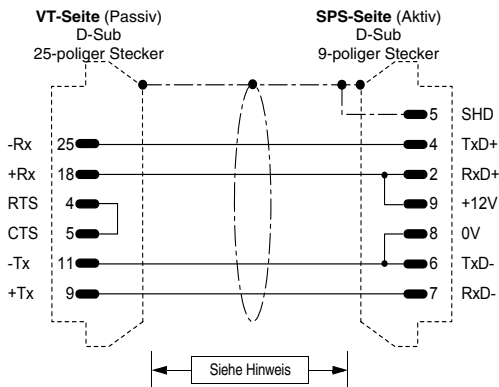 VT-Seite (Passiv)
D-Sub
25-poliger Stecker
SPS-Seite (Aktiv)
D-Sub
9-poliger Stecker
5 SHD
-Rx 25 4 TxD+
+Rx 18 2 RxD+
RTS 4 9 +12V
CTS 5 8 0V
-Tx 11 6 TxD-
+Tx 9 7 RxD-
Siehe Hinweis